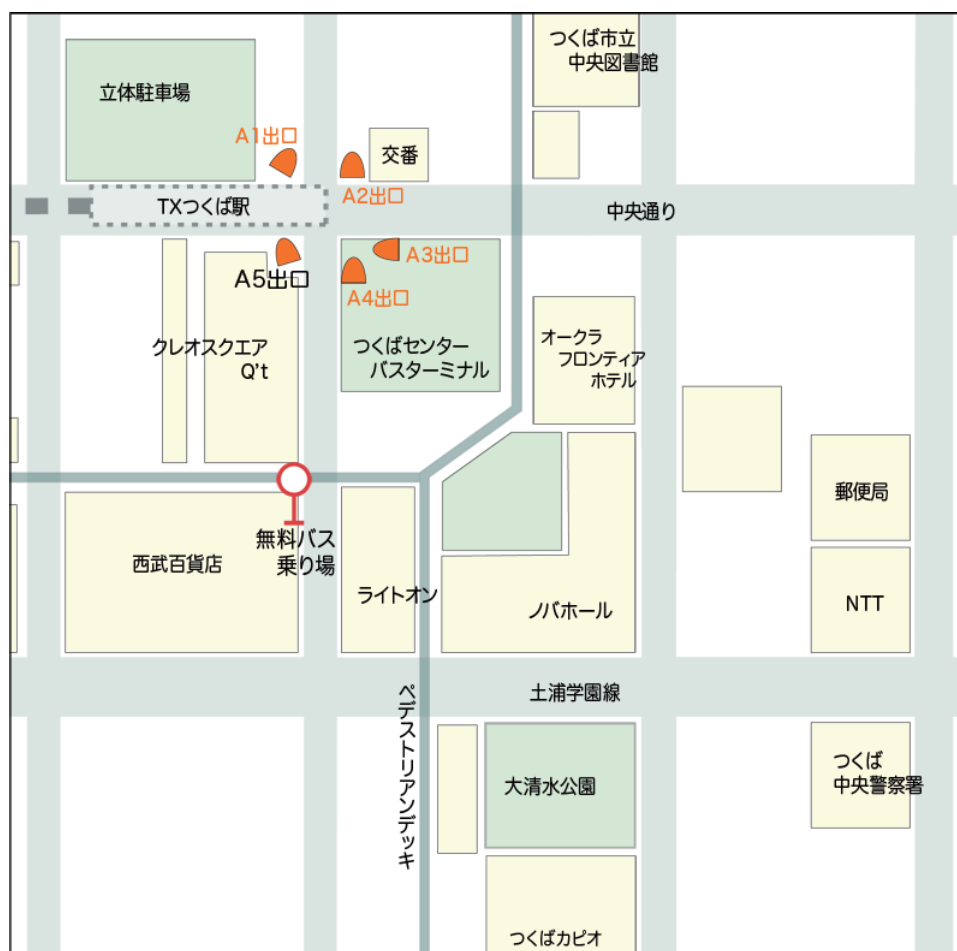 つくば市立
中央図書館
立体駐車場
A1出口
交番
A2出口
TXつくば駅
中央通り
A3出口
A5出口
A4出口
オークラ
フロンティア
ホテル
クレオスクエア
Q't
つくばセンター
バスターミナル
郵便局
無料バス
乗り場
西武百貨店
ライトオン
ノバホール
NTT
土浦学園線
ペデストリアンデッキ
つくば
中央警察署
大清水公園
つくばカピオ